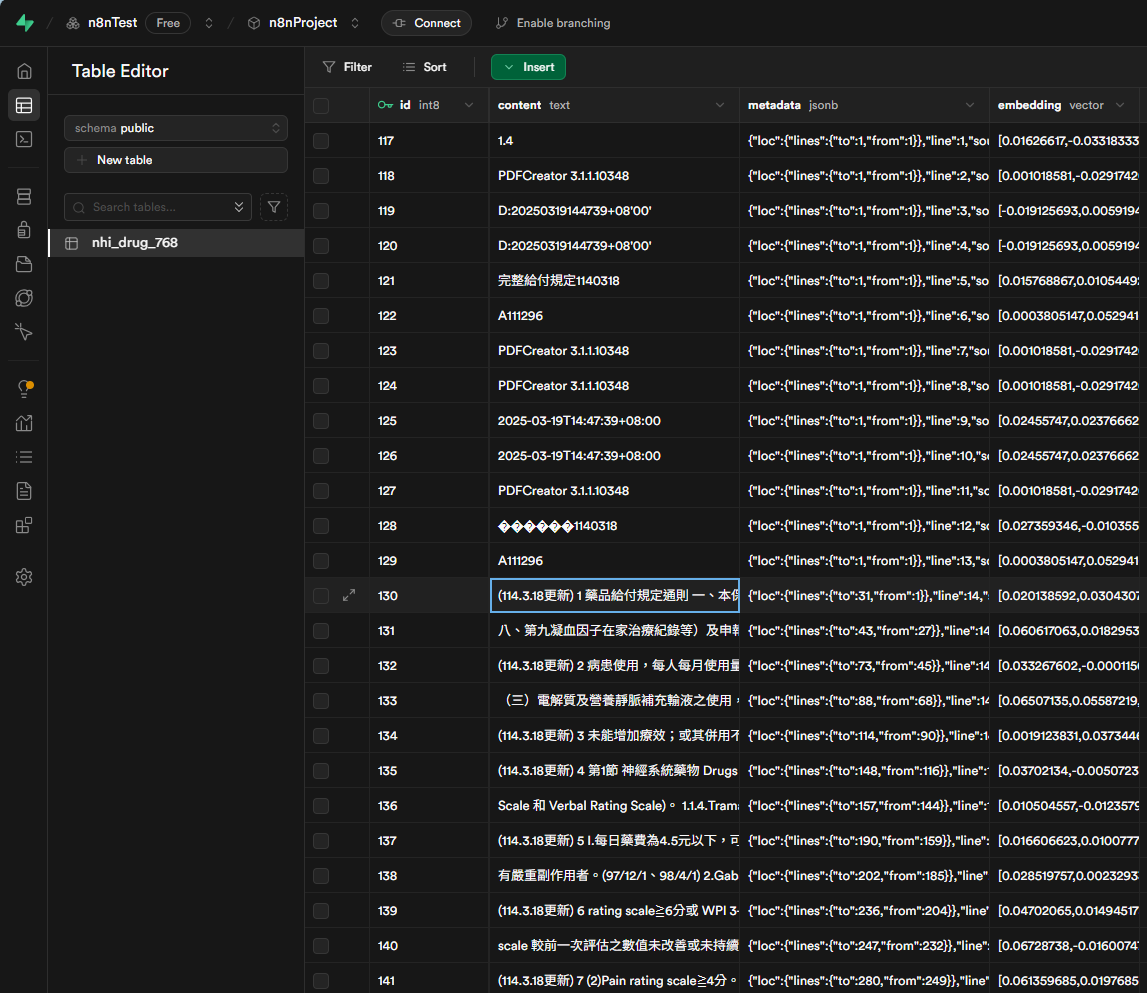 n8nTest Free n8nProject Connect Enable branching
Table Editor
Filter Sort Insert
schema public
New table
Search tables...
nhi_drug_768
id int8 content text metadata jsonb embedding vector
117 1.4 {"loc":{"lines":{"to":1,"from":1}},"line":1,"sou [0.01626617,-0.03318333
118 PDFCreator 3.1.1.10348 {"loc":{"lines":{"to":1,"from":1}},"line":2,"so [0.001018581,-0.0291742
119 D:20250319144739+08'00' {"loc":{"lines":{"to":1,"from":1}},"line":3,"so [-0.019125693,0.0059194
120 D:20250319144739+08'00' {"loc":{"lines":{"to":1,"from":1}},"line":4,"so [-0.019125693,0.0059194
121 完整給付規定1140318 {"loc":{"lines":{"to":1,"from":1}},"line":5,"so [0.015768867,0.0105449
122 A111296 {"loc":{"lines":{"to":1,"from":1}},"line":6,"so [0.0003805147,0.052941
123 PDFCreator 3.1.1.10348 {"loc":{"lines":{"to":1,"from":1}},"line":7,"sou [0.001018581,-0.0291742
124 PDFCreator 3.1.1.10348 {"loc":{"lines":{"to":1,"from":1}},"line":8,"so [0.001018581,-0.0291742
125 2025-03-19T14:47:39+08:00 {"loc":{"lines":{"to":1,"from":1}},"line":9,"so [0.02455747,0.02376662
126 2025-03-19T14:47:39+08:00 {"loc":{"lines":{"to":1,"from":1}},"line":10,"sc [0.02455747,0.02376662
127 PDFCreator 3.1.1.10348 {"loc":{"lines":{"to":1,"from":1}},"line":11,"sc [0.001018581,-0.0291742
128 ������1140318 {"loc":{"lines":{"to":1,"from":1}},"line":12,"sc [0.027359346,-0.010355
129 A111296 {"loc":{"lines":{"to":1,"from":1}},"line":13,"sc [0.0003805147,0.052941
130 (114.3.18更新) 1 藥品給付規定通則 一、本保 {"loc":{"lines":{"to":31,"from":1}},"line":14," [0.020138592,0.0304307
131 八、第九凝血因子在家治療紀錄等）及申報 {"loc":{"lines":{"to":43,"from":27}},"line":14 [0.060617063,0.0182953
132 (114.3.18更新) 2 病患使用，每人每月使用量 {"loc":{"lines":{"to":73,"from":45}},"line":14 [0.033267602,-0.0001156
133 （三）電解質及營養靜脈補充輸液之使用， {"loc":{"lines":{"to":88,"from":68}},"line":14 [0.06507135,0.05587219,
134 (114.3.18更新) 3 未能增加療效；或其併用不 {"loc":{"lines":{"to":114,"from":90}},"line":1 [0.0019123831,0.0373446
135 (114.3.18更新) 4 第1節 神經系統藥物 Drugs {"loc":{"lines":{"to":148,"from":116}},"line": [0.03702134,-0.0050723
136 Scale 和 Verbal Rating Scale)。 1.1.4.Trama {"loc":{"lines":{"to":157,"from":144}},"line": [0.010504557,-0.0123579
137 (114.3.18更新) 5 I.每日藥費為4.5元以下，可 {"loc":{"lines":{"to":190,"from":159}},"line": [0.016606623,0.0100777
138 有嚴重副作用者。(97/12/1、98/4/1) 2.Gab {"loc":{"lines":{"to":202,"from":185}},"line" [0.028519757,0.0023293
139 (114.3.18更新) 6 rating scale≧6分或 WPI 3- {"loc":{"lines":{"to":236,"from":204}},"line" [0.04702065,0.01494517
140 scale 較前一次評估之數值未改善或未持續 {"loc":{"lines":{"to":247,"from":232}},"line": [0.06728738,-0.0160074
141 (114.3.18更新) 7 (2)Pain rating scale≧4分。 {"loc":{"lines":{"to":280,"from":249}},"line" [0.061359685,0.0197685